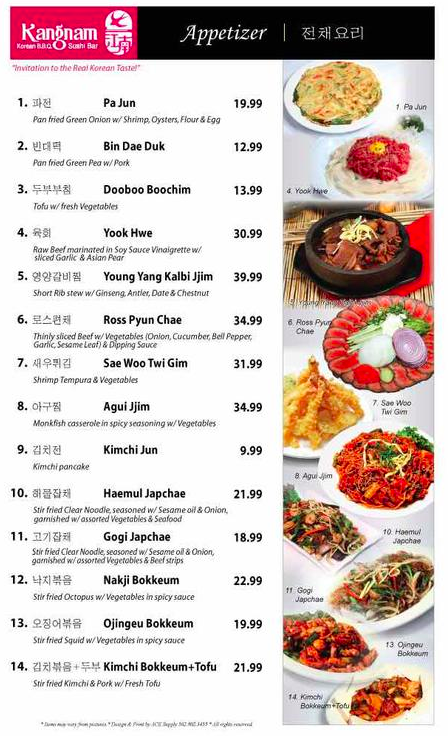 Kangnam
Korean B.B.Q. Sushi Bar
Appetizer | 전채요리
"Invitation to the Real Korean Taste!"
1. 파전 Pa Jun 19.99
Pan fried Green Onion w/ Shrimp, Oysters, Flour & Egg
2. 빈대떡 Bin Dae Duk 12.99
Pan fried Green Pea w/ Pork
3. 두부부침 Dooboo Boochim 13.99
Tofu w/ fresh Vegetables
4. 육회 Yook Hwe 30.99
Raw Beef marinated in Soy Sauce Vinaigrette w/
sliced Garlic & Asian Pear
5. 영양갈비찜 Young Yang Kalbi Jjim 39.99
Short Rib stew w/ Ginseng, Antler, Date & Chestnut
6. 로스편채 Ross Pyun Chae 34.99
Thinly sliced Beef w/ Vegetables (Onion, Cucumber, Bell Pepper,
Garlic, Sesame Leaf) & Dipping Sauce
7. 새우튀김 Sae Woo Twi Gim 31.99
Shrimp Tempura & Vegetables
8. 아구찜 Agui Jjim 34.99
Monkfish casserole in spicy seasoning w/ Vegetables
9. 김치전 Kimchi Jun 9.99
Kimchi pancake
10. 해물잡채 Haemul Japchae 21.99
Stir fried Clear Noodle, seasoned w/ Sesame oil & Onion,
garnished w/ assorted Vegetables & Seafood
11. 고기잡채 Gogi Japchae 18.99
Stir fried Clear Noodle, seasoned w/ Sesame oil & Onion,
garnished w/ assorted Vegetables & Beef strips
12. 낙지볶음 Nakji Bokkeum 22.99
Stir fried Octopus w/ Vegetables in spicy sauce
13. 오징어볶음 Ojingeu Bokkeum 19.99
Stir fried Squid w/ Vegetables in spicy sauce
14. 김치볶음+두부 Kimchi Bokkeum+Tofu 21.99
Stir fried Kimchi & Pork w/ Fresh Tofu
1. Pa Jun
4. Yook Hwe
6. Ross Pyun
Chae
7. Sae Woo
Twi Gim
8. Agui Jjim
10. Haemul
Japchae
11. Gogi
Japchae
13. Ojingeu
Bokkeum
14. Kimchi
Bokkeum+Tofu
* Items may vary from pictures * Design & Print by ACE Supply * All rights reserved